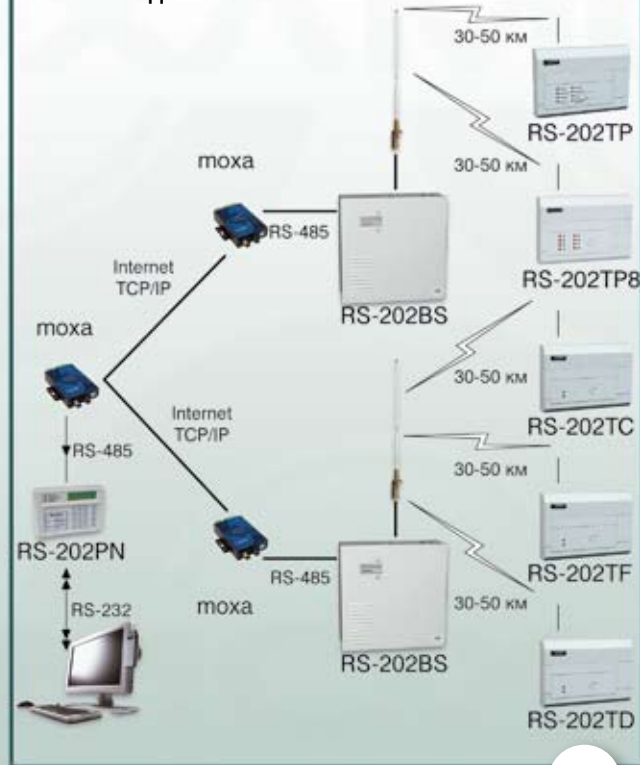 30-50 км
RS-202TP
30-50 км
moxa
RS-485
RS-202TP8
Internet
TCP/IP
RS-202BS
moxa
30-50 км
RS-202TC
Internet
TCP/IP
RS-485
30-50 км
RS-202PN
RS-202TF
RS-485
RS-232
moxa
30-50 км
RS-202BS
RS-202TD